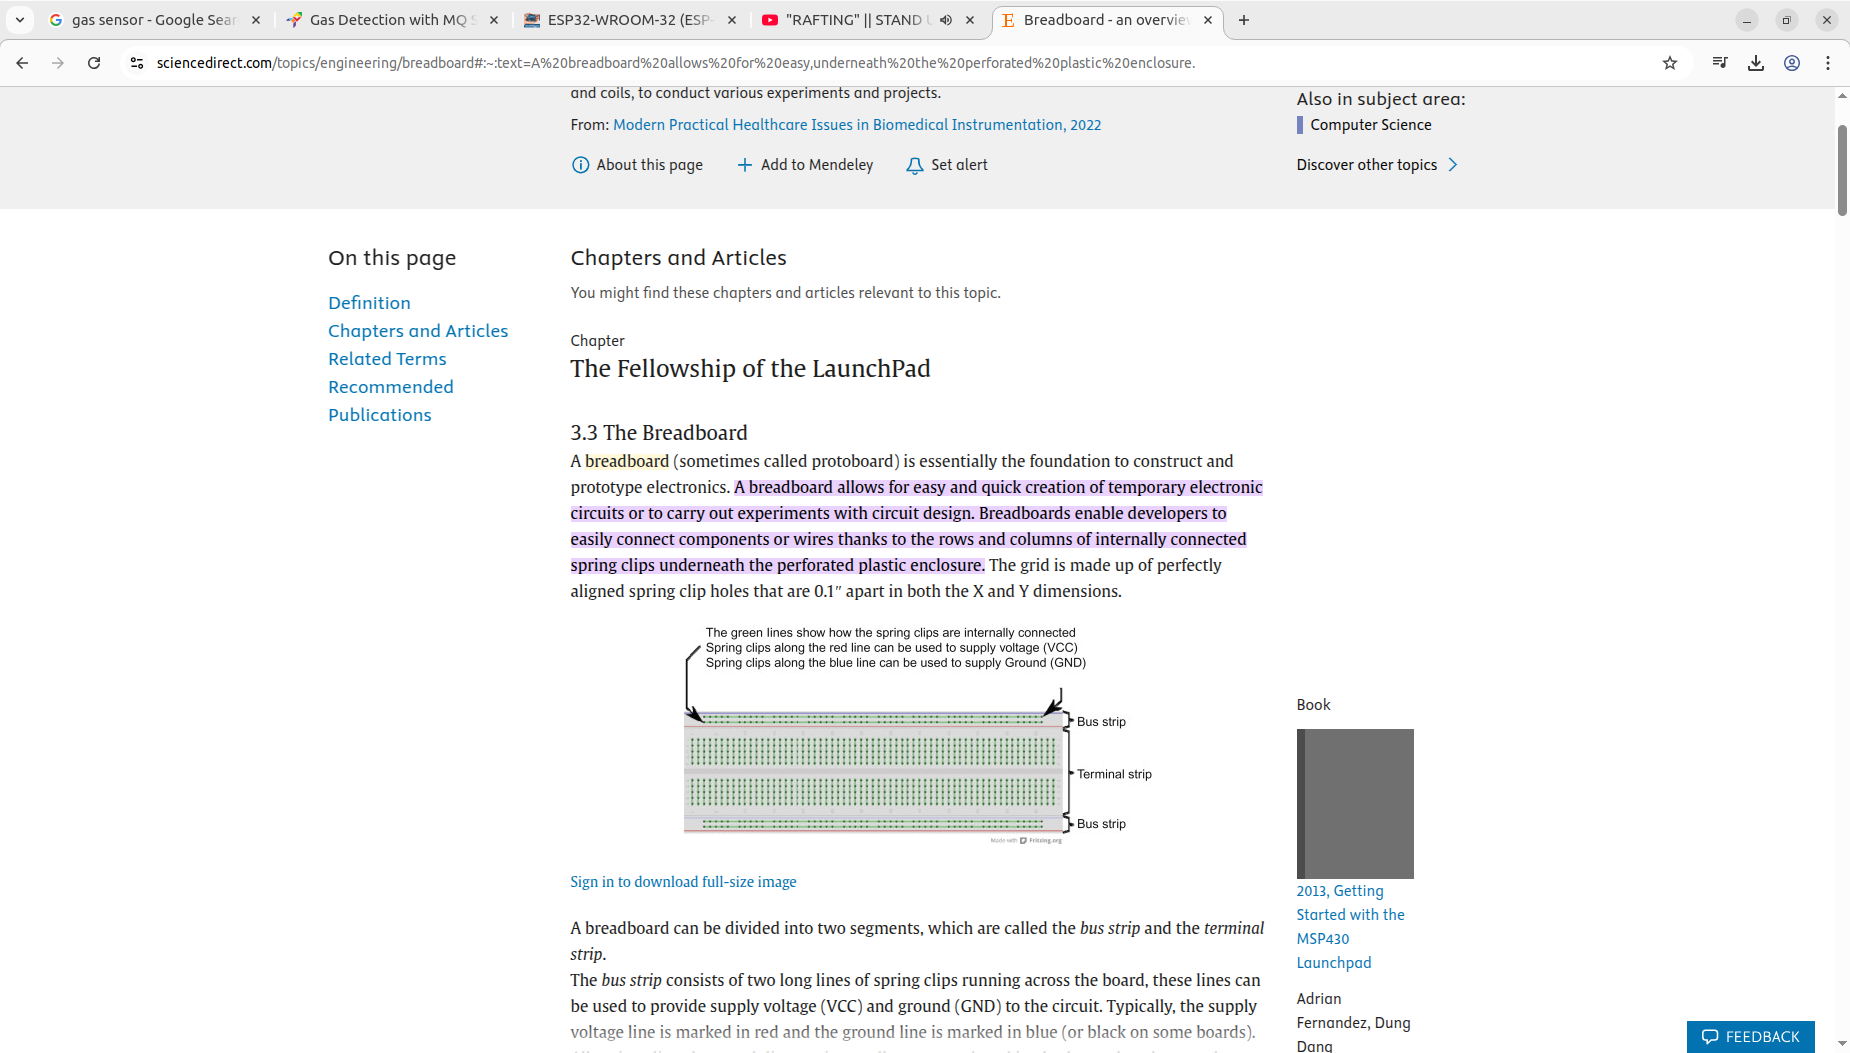 gas sensor - Google Sear
Gas Detection with MQ S
ESP32-WROOM-32 (ESP-
"RAFTING" || STAND U
Breadboard - an overview
sciencedirect.com/topics/engineering/breadboard#:~:text=A%20breadboard%20allows%20for%20easy,underneath%20the%20perforated%20plastic%20enclosure.
and coils, to conduct various experiments and projects.
From: Modern Practical Healthcare Issues in Biomedical Instrumentation, 2022
About this page
Add to Mendeley
Set alert
Also in subject area:
Computer Science
Discover other topics
On this page
Definition
Chapters and Articles
Related Terms
Recommended
Publications
Chapters and Articles
You might find these chapters and articles relevant to this topic.
Chapter
The Fellowship of the LaunchPad
3.3 The Breadboard
A breadboard (sometimes called protoboard) is essentially the foundation to construct and
prototype electronics. A breadboard allows for easy and quick creation of temporary electronic
circuits or to carry out experiments with circuit design. Breadboards enable developers to
easily connect components or wires thanks to the rows and columns of internally connected
spring clips underneath the perforated plastic enclosure. The grid is made up of perfectly
aligned spring clip holes that are 0.1″ apart in both the X and Y dimensions.
The green lines show how the spring clips are internally connected
Spring clips along the red line can be used to supply voltage (VCC)
Spring clips along the blue line can be used to supply Ground (GND)
Bus strip
Terminal strip
Bus strip
Made with Fritzing.org
Sign in to download full-size image
A breadboard can be divided into two segments, which are called the bus strip and the terminal
strip.
The bus strip consists of two long lines of spring clips running across the board, these lines can
be used to provide supply voltage (VCC) and ground (GND) to the circuit. Typically, the supply
voltage line is marked in red and the ground line is marked in blue (or black on some boards).
Book
2013, Getting
Started with the
MSP430
Launchpad
Adrian
Fernandez, Dung
Dang
FEEDBACK